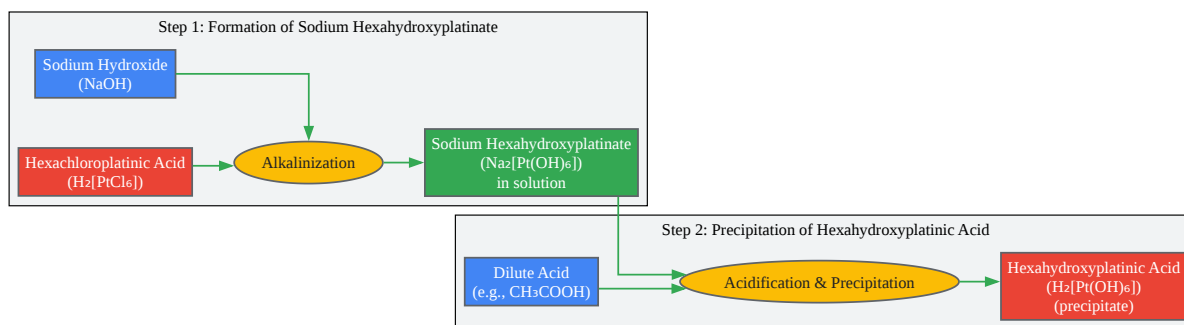 Step 1: Formation of Sodium Hexahydroxyplatinate
Sodium Hydroxide
(NaOH)
Hexachloroplatinic Acid
(H₂[PtCl₆])
Alkalinization
Sodium Hexahydroxyplatinate
(Na₂[Pt(OH)₆])
in solution
Step 2: Precipitation of Hexahydroxyplatinic Acid
Dilute Acid
(e.g., CH₃COOH)
Acidification & Precipitation
Hexahydroxyplatinic Acid
(H₂[Pt(OH)₆])
(precipitate)